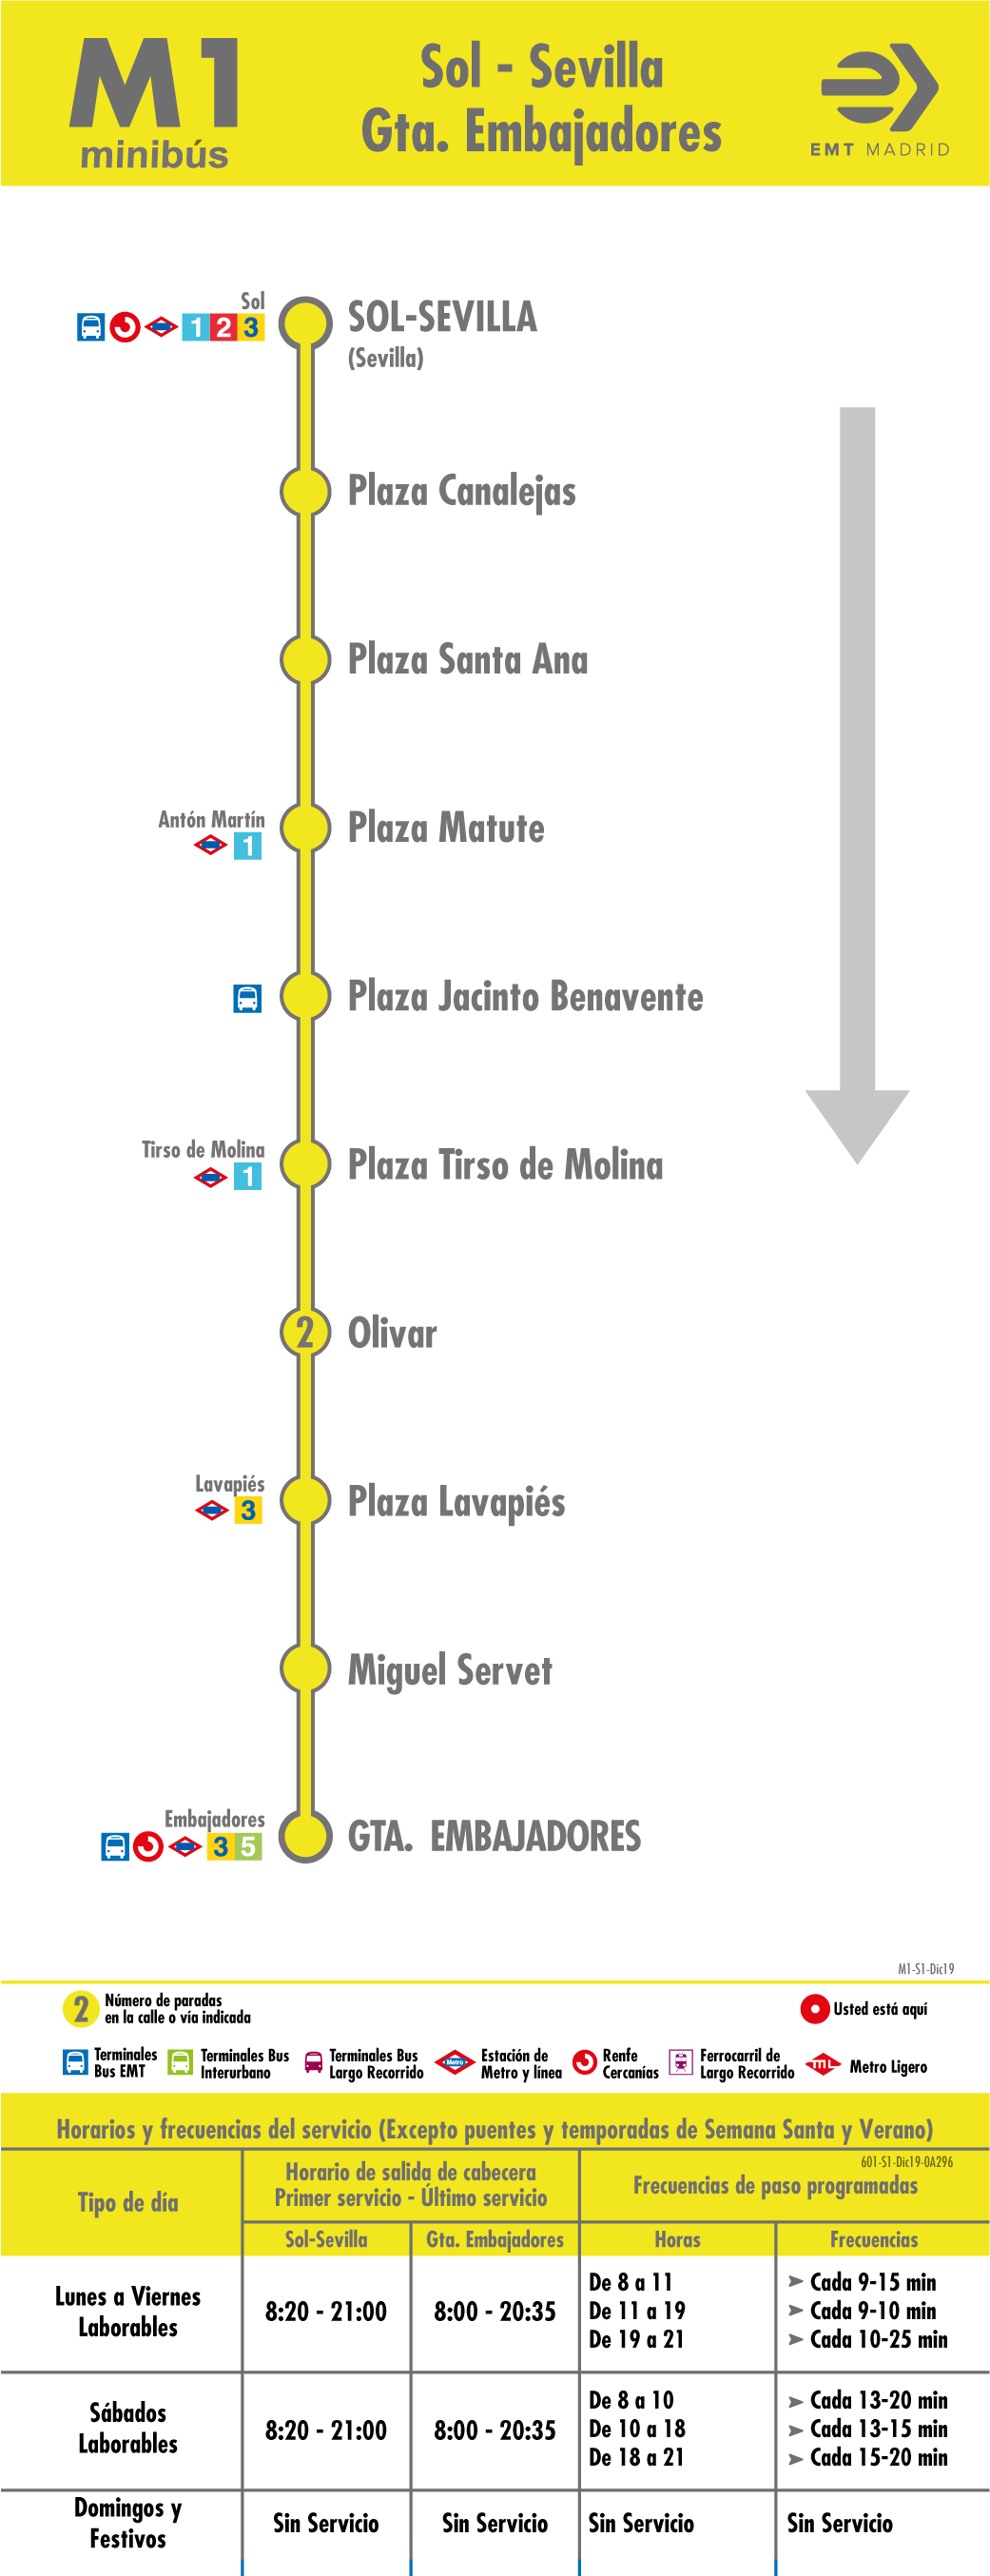 M1
minibús
Sol - Sevilla
Gta. Embajadores
EMT MADRID
Sol
1 2 3
SOL-SEVILLA
(Sevilla)
Plaza Canalejas
Plaza Santa Ana
Antón Martín
1
Plaza Matute
Plaza Jacinto Benavente
Tirso de Molina
1
Plaza Tirso de Molina
2
Olivar
Lavapiés
3
Plaza Lavapiés
Miguel Servet
Embajadores
3 5
GTA. EMBAJADORES
M1-S1-Dic19
2
Número de paradas
en la calle o vía indicada
Usted está aquí
Terminales
Bus EMT
Terminales Bus
Interurbano
Terminales Bus
Largo Recorrido
Metro
Estación de
Metro y línea
Renfe
Cercanías
Ferrocarril de
Largo Recorrido
ML
Metro Ligero
Horarios y frecuencias del servicio (Excepto puentes y temporadas de Semana Santa y Verano)
601-S1-Dic19-0A296
Tipo de día
Horario de salida de cabecera
Primer servicio - Último servicio
Frecuencias de paso programadas
Sol-Sevilla
Gta. Embajadores
Horas
Frecuencias
Lunes a Viernes
Laborables
8:20 - 21:00
8:00 - 20:35
De 8 a 11
Cada 9-15 min
De 11 a 19
Cada 9-10 min
De 19 a 21
Cada 10-25 min
Sábados
Laborables
8:20 - 21:00
8:00 - 20:35
De 8 a 10
Cada 13-20 min
De 10 a 18
Cada 13-15 min
De 18 a 21
Cada 15-20 min
Domingos y
Festivos
Sin Servicio
Sin Servicio
Sin Servicio
Sin Servicio